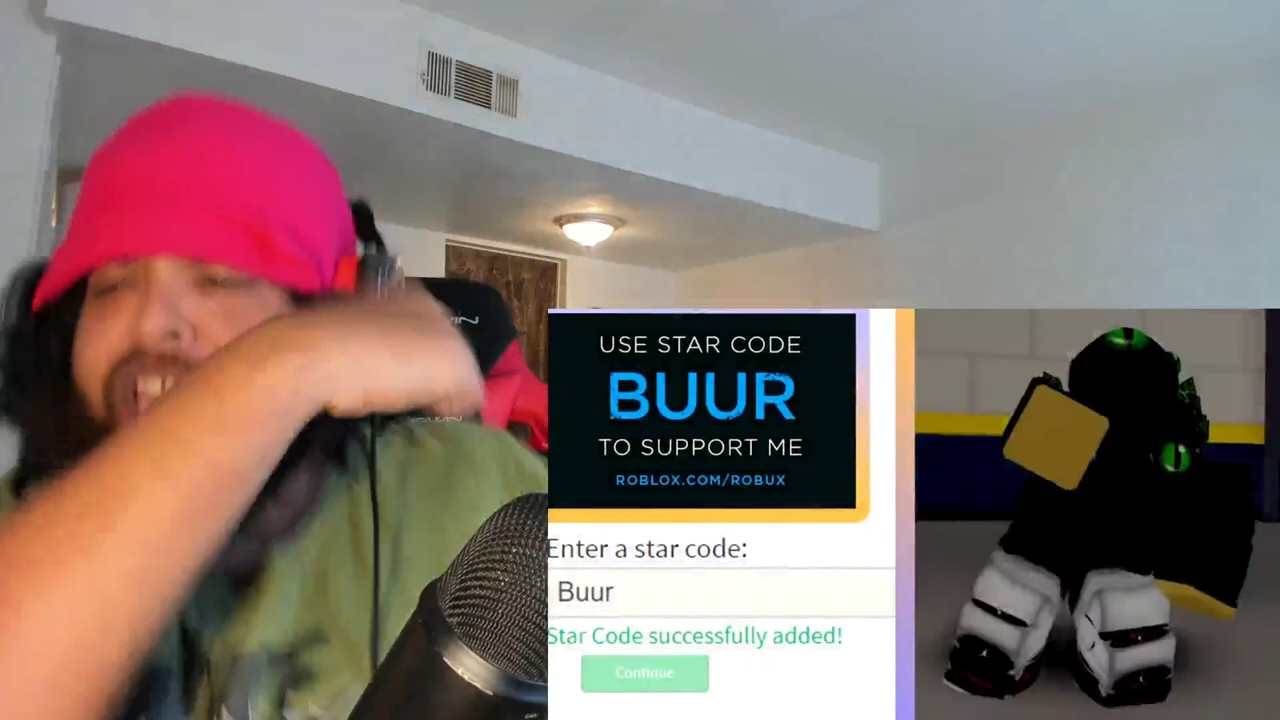 USE STAR CODE
BUUR
TO SUPPORT ME
ROBLOX.COM/ROBUX
Enter a star code:
Buur
Star Code successfully added!
Continue